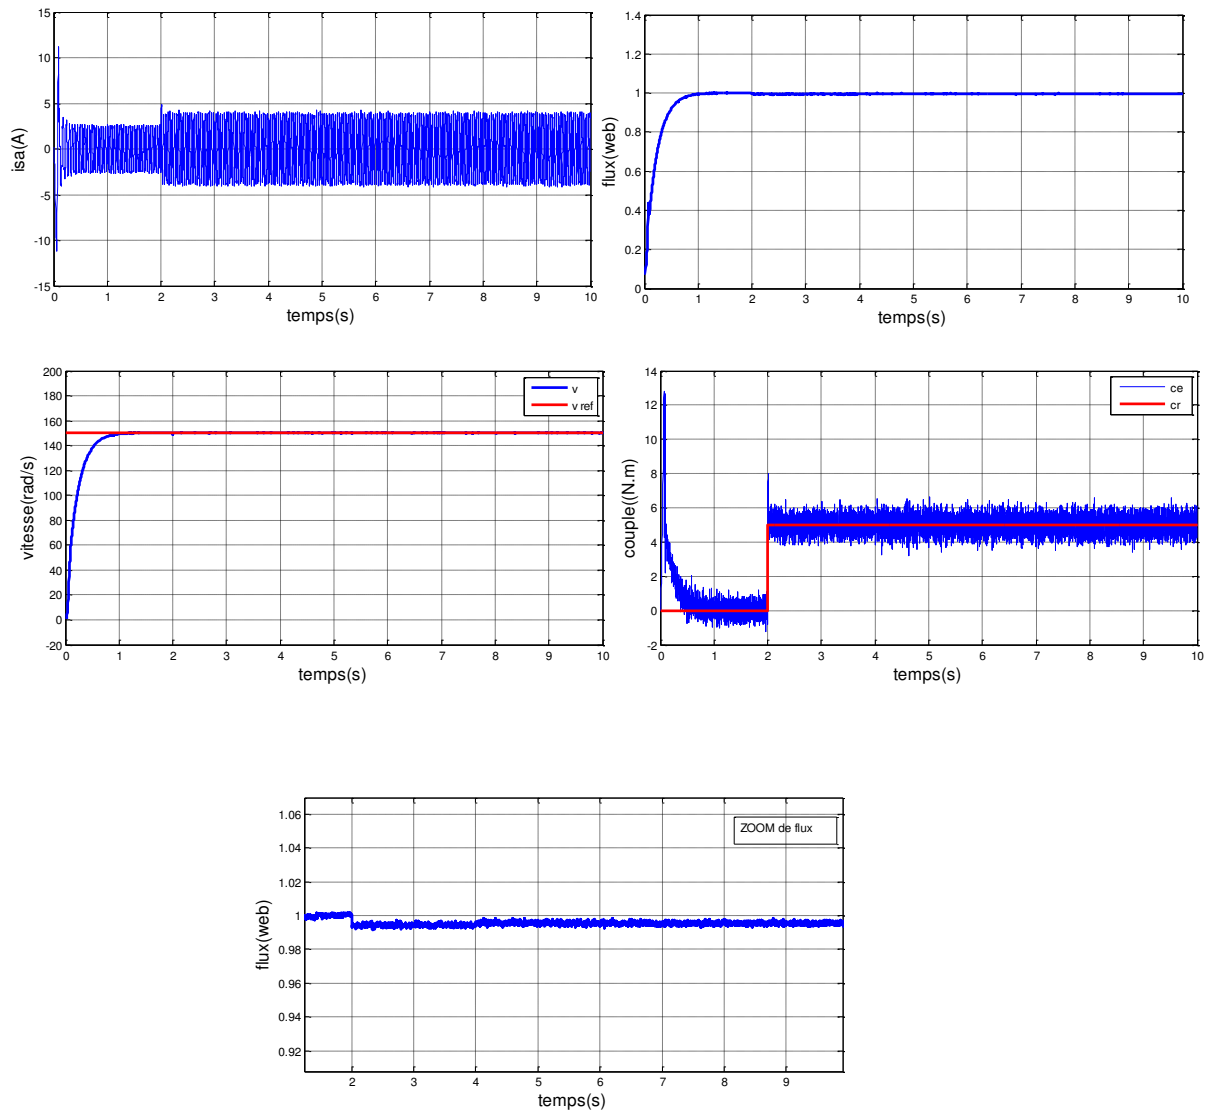 15
10
5
0
-5
-10
-15
isa(A)
0 1 2 3 4 5 6 7 8 9 10
temps(s)
1.4
1.2
1
0.8
0.6
0.4
0.2
0
flux(web)
0 1 2 3 4 5 6 7 8 9 10
temps(s)
200
180
160
140
120
100
80
60
40
20
0
-20
vitesse(rad/s)
v
v ref
0 1 2 3 4 5 6 7 8 9 10
temps(s)
14
12
10
8
6
4
2
0
-2
couple((N.m)
ce
cr
0 1 2 3 4 5 6 7 8 9 10
temps(s)
1.06
1.04
1.02
1
0.98
0.96
0.94
0.92
flux(web)
ZOOM de flux
2 3 4 5 6 7 8 9
temps(s)